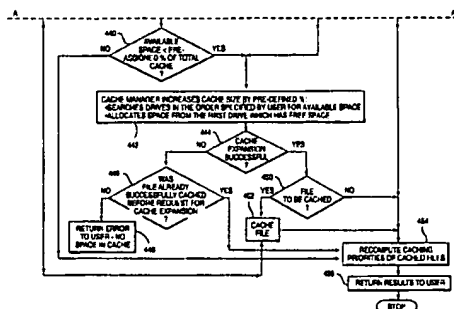 A A
440
AVAILABLE
SPACE < PRE-
ASSIGNED % OF TOTAL
CACHE
?
NO YES
CACHE MANAGER INCREASES CACHE SIZE BY PRE-DEFINED %:
•SEARCHES DRIVES IN THE ORDER SPECIFIED BY USER FOR AVAILABLE SPACE
•ALLOCATES SPACE FROM THE FIRST DRIVE WHICH HAS FREE SPACE
442
444
CACHE
EXPANSION
SUCCESSFUL
?
NO YES
446
WAS
FILE ALREADY
SUCCESSFULLY CACHED
BEFORE REQUEST FOR
CACHE EXPANSION
?
NO YES
450
FILE
TO BE CACHED
?
YES NO
452
CACHE
FILE
RETURN ERROR
TO USER - NO
SPACE IN CACHE
448
454
RECOMPUTE CACHING
PRIORITIES OF CACHED FILES
456
RETURN RESULTS TO USER
STOP